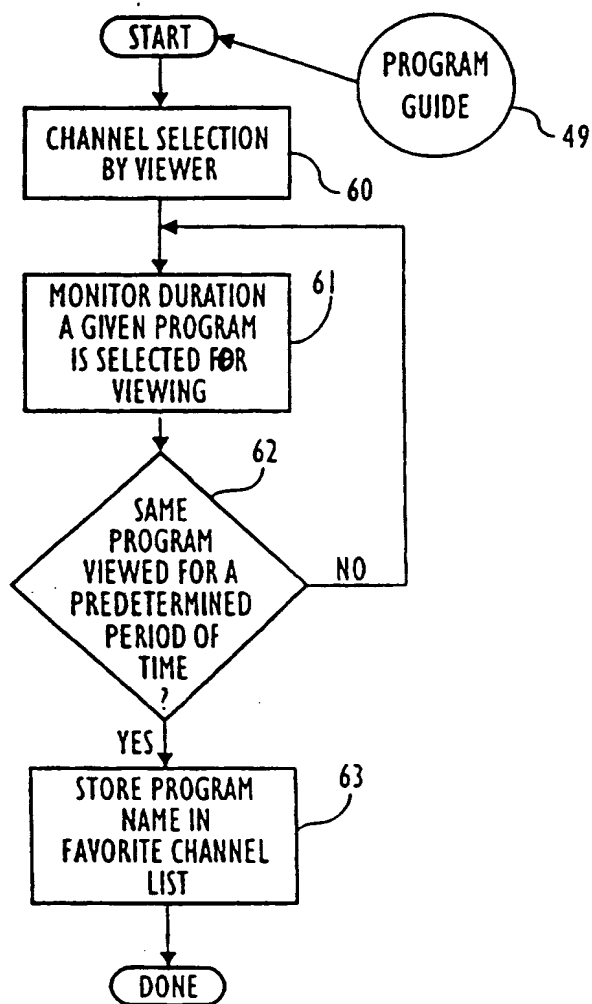 START
PROGRAM
GUIDE
49
CHANNEL SELECTION
BY VIEWER
60
MONITOR DURATION
A GIVEN PROGRAM
IS SELECTED FOR
VIEWING
61
62
SAME
PROGRAM
VIEWED FOR A
PREDETERMINED
PERIOD OF
TIME
?
NO
YES
STORE PROGRAM
NAME IN
FAVORITE CHANNEL
LIST
63
DONE